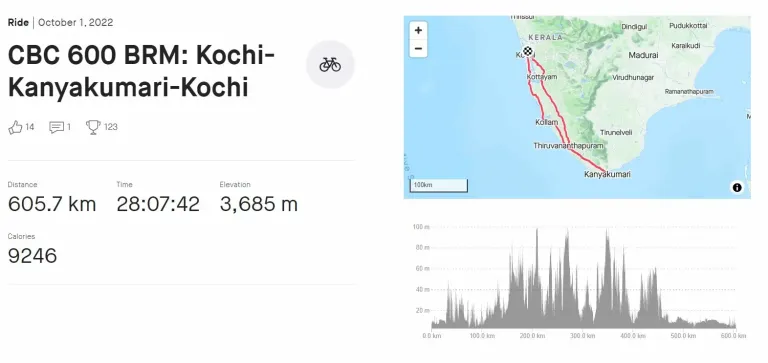 Ride | October 1, 2022
CBC 600 BRM: Kochi-
Kanyakumari-Kochi
14 1 123
Distance Time Elevation
605.7 km 28:07:42 3,685 m
Calories
9246
+
−
Thrissur
KERALA
Kottayam
Kollam
Thiruvananthapuram
Kanyakumari
Dindigul
Pudukkottai
Karaikudi
Madurai
Virudhunagar
Ramanathapuram
Tirunelveli
M
100km
100 m
80 m
60 m
40 m
20 m
0.0 km 100.0 km 200.0 km 300.0 km 400.0 km 500.0 km 600.0 km